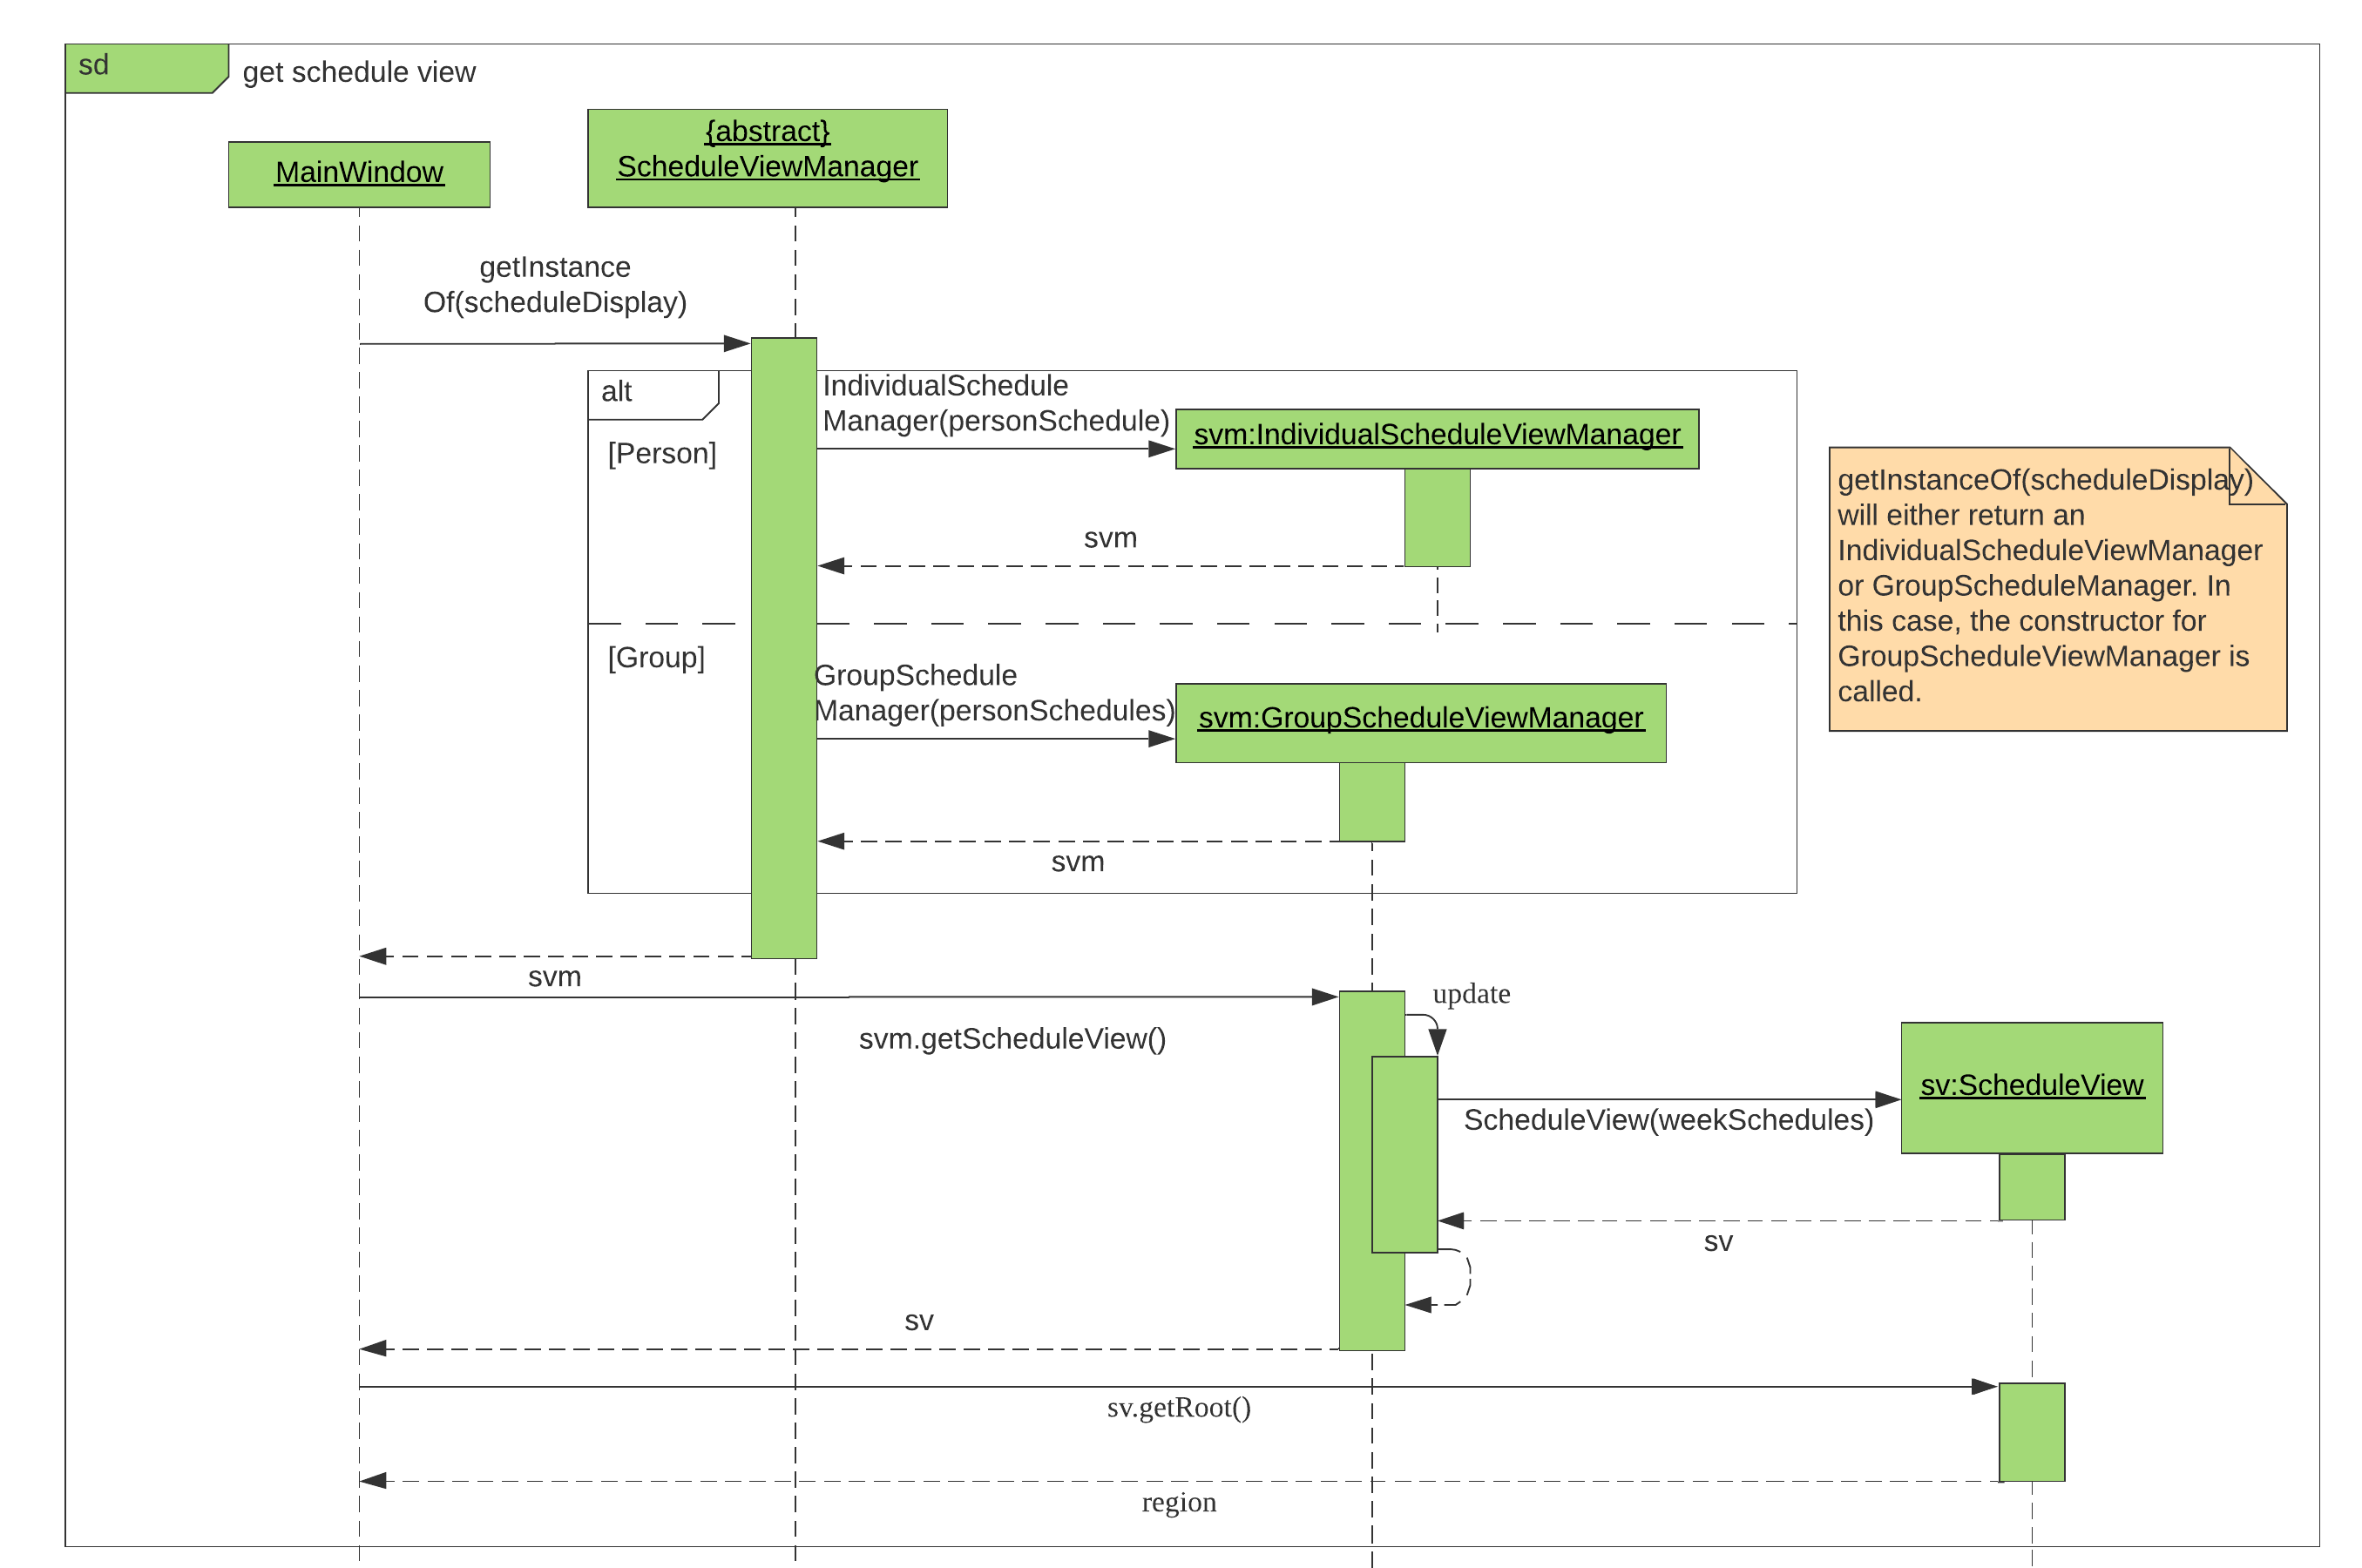 sd
get schedule view
{abstract}
ScheduleViewManager
MainWindow
getInstance
Of(scheduleDisplay)
alt
IndividualSchedule
Manager(personSchedule)
svm:IndividualScheduleViewManager
[Person]
getInstanceOf(scheduleDisplay)
will either return an
IndividualScheduleViewManager
or GroupScheduleManager. In
this case, the constructor for
GroupScheduleViewManager is
called.
svm
[Group]
GroupSchedule
Manager(personSchedules)
svm:GroupScheduleViewManager
svm
svm
update
svm.getScheduleView()
sv:ScheduleView
ScheduleView(weekSchedules)
sv
sv
sv.getRoot()
region